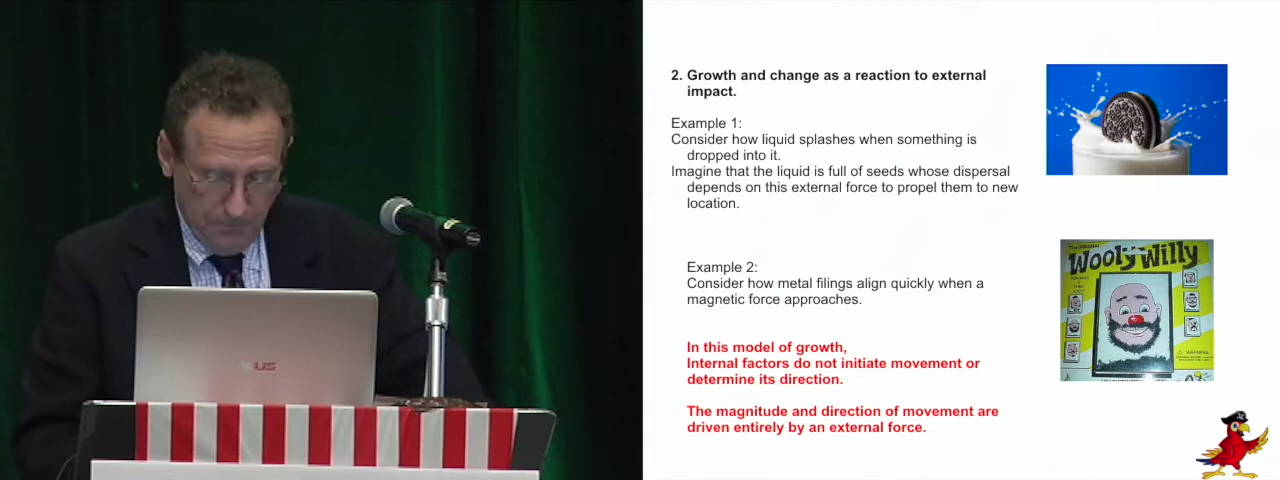 2. Growth and change as a reaction to external
impact.
Example 1:
Consider how liquid splashes when something is
dropped into it.
Imagine that the liquid is full of seeds whose dispersal
depends on this external force to propel them to new
location.
Example 2:
Consider how metal filings align quickly when a
magnetic force approaches.
In this model of growth,
Internal factors do not initiate movement or
determine its direction.
The magnitude and direction of movement are
driven entirely by an external force.
Wooly Willy
WARNING